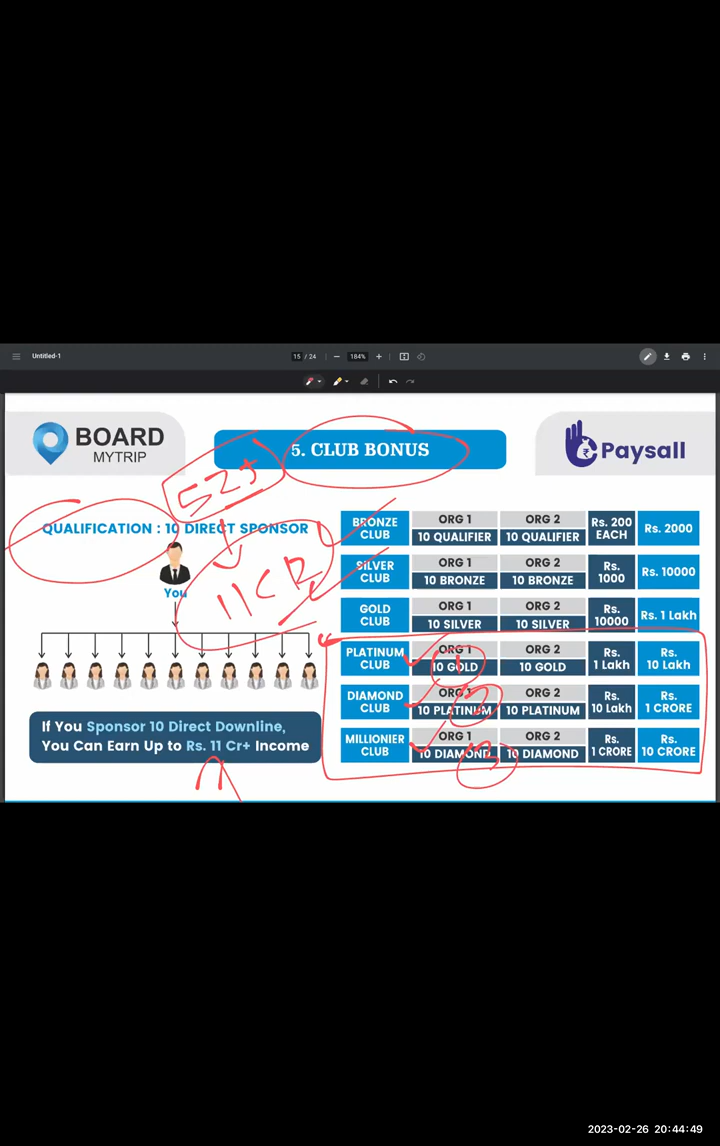 Untitled-1
15 / 24
184%
BOARD
MYTRIP
5. CLUB BONUS
Paysall
52+
QUALIFICATION : 10 DIRECT SPONSOR
You
11 CR
BRONZE CLUB
ORG 1
10 QUALIFIER
ORG 2
10 QUALIFIER
Rs. 200 EACH
Rs. 2000
SILVER CLUB
ORG 1
10 BRONZE
ORG 2
10 BRONZE
Rs. 1000
Rs. 10000
GOLD CLUB
ORG 1
10 SILVER
ORG 2
10 SILVER
Rs. 10000
Rs. 1 Lakh
PLATINUM CLUB
ORG 1
10 GOLD
ORG 2
10 GOLD
Rs. 1 Lakh
Rs. 10 Lakh
DIAMOND CLUB
ORG 1
10 PLATINUM
ORG 2
10 PLATINUM
Rs. 10 Lakh
Rs. 1 CRORE
MILLIONIER CLUB
ORG 1
10 DIAMOND
ORG 2
10 DIAMOND
Rs. 1 CRORE
Rs. 10 CRORE
1
2
3
If You Sponsor 10 Direct Downline,
You Can Earn Up to Rs. 11 Cr+ Income
2023-02-26 20:44:49